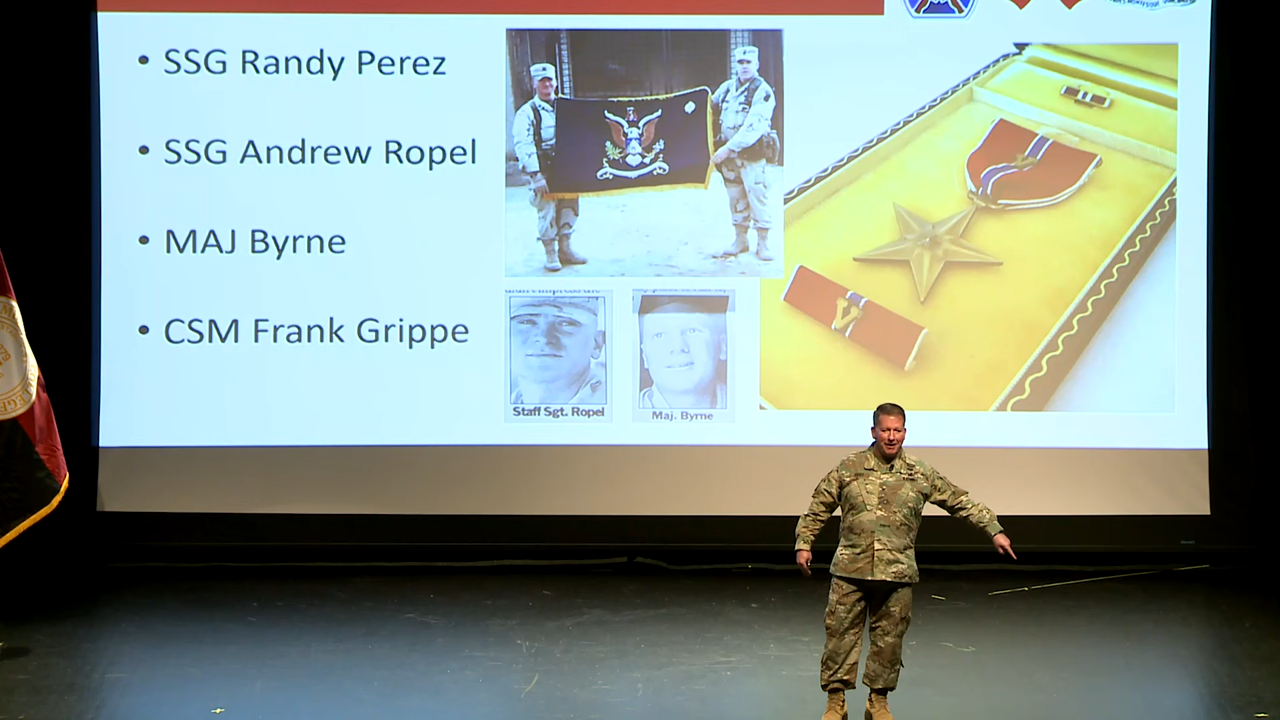 • SSG Randy Perez
• SSG Andrew Ropel
• MAJ Byrne
• CSM Frank Grippe
Staff Sgt. Ropel
Maj. Byrne
V